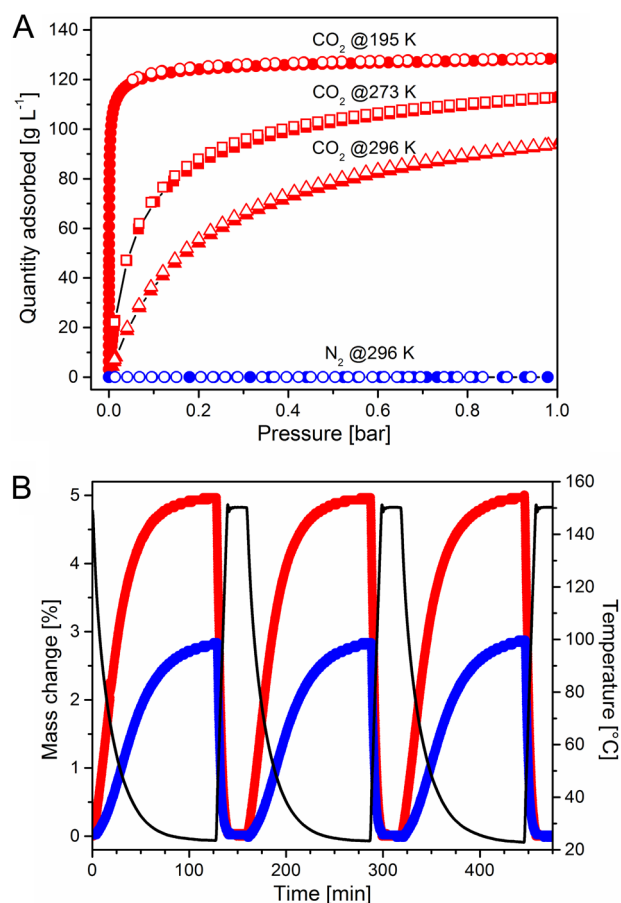 A
140
120
100
80
60
40
20
0
Quantity adsorbed [g L⁻¹]
CO₂ @195 K
CO₂ @273 K
CO₂ @296 K
N₂ @296 K
0.0 0.2 0.4 0.6 0.8 1.0
Pressure [bar]
B
5
4
3
2
1
0
Mass change [%]
160
140
120
100
80
60
40
20
Temperature [°C]
0 100 200 300 400
Time [min]